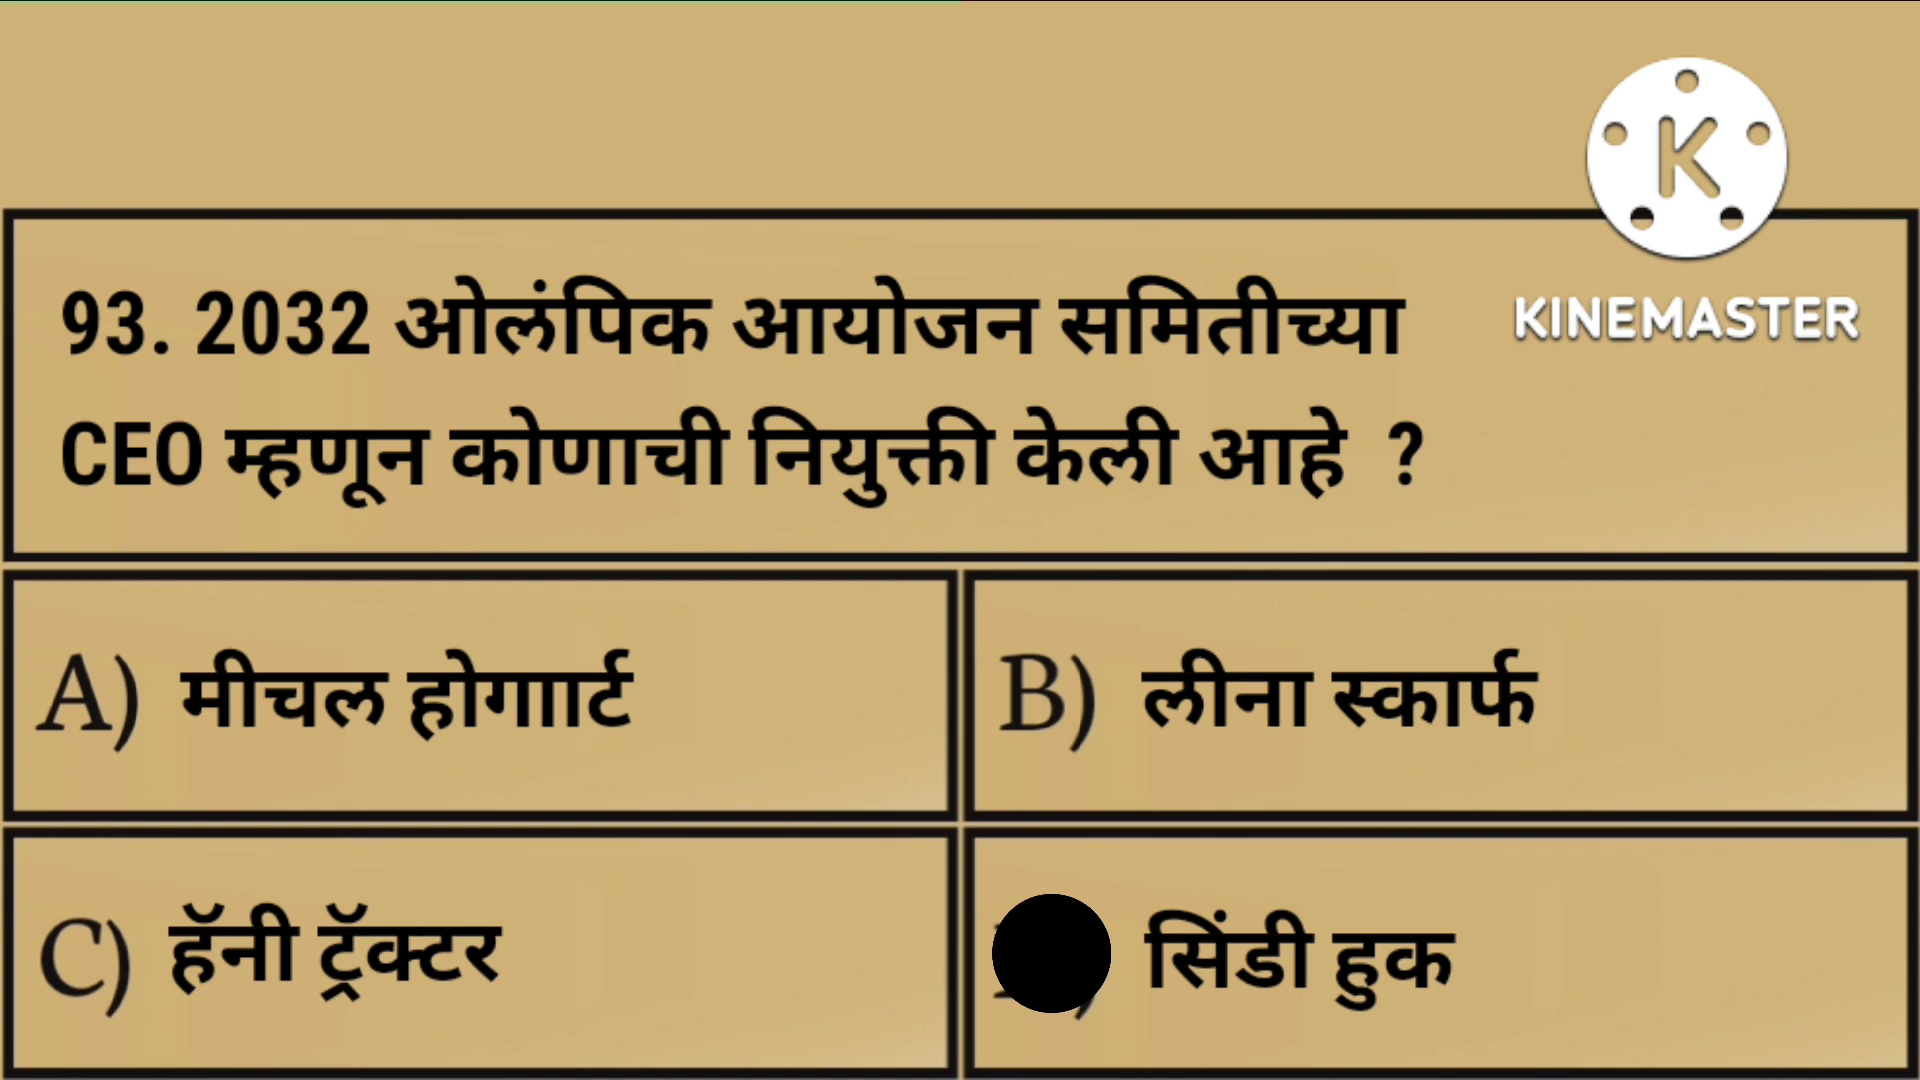 K
KINEMASTER
93. 2032 ओलंपिक आयोजन समितीच्या
CEO म्हणून कोणाची नियुक्ती केली आहे ?
A) मीचल होगाार्ट
B) लीना स्कार्फ
C) हॅनी ट्रॅक्टर
सिंडी हुक